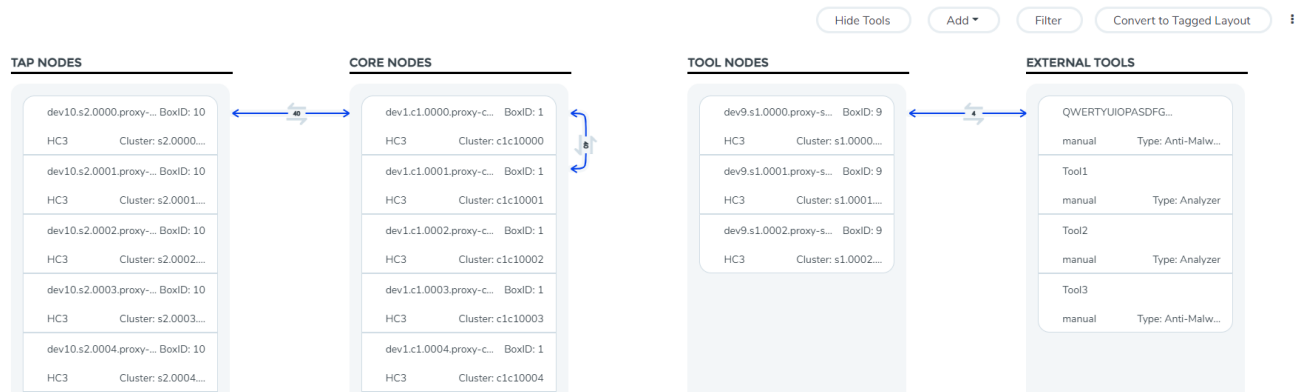 Hide Tools Add Filter Convert to Tagged Layout
TAP NODES
dev10.s2.0000.proxy-... BoxID: 10
HC3 Cluster: s2.0000....
dev10.s2.0001.proxy-... BoxID: 10
HC3 Cluster: s2.0001....
dev10.s2.0002.proxy-... BoxID: 10
HC3 Cluster: s2.0002....
dev10.s2.0003.proxy-... BoxID: 10
HC3 Cluster: s2.0003....
dev10.s2.0004.proxy-... BoxID: 10
HC3 Cluster: s2.0004....
40
CORE NODES
dev1.c1.0000.proxy-c... BoxID: 1
HC3 Cluster: c1c10000
dev1.c1.0001.proxy-c... BoxID: 1
HC3 Cluster: c1c10001
dev1.c1.0002.proxy-c... BoxID: 1
HC3 Cluster: c1c10002
dev1.c1.0003.proxy-c... BoxID: 1
HC3 Cluster: c1c10003
dev1.c1.0004.proxy-c... BoxID: 1
HC3 Cluster: c1c10004
TOOL NODES
dev9.s1.0000.proxy-s... BoxID: 9
HC3 Cluster: s1.0000....
dev9.s1.0001.proxy-s... BoxID: 9
HC3 Cluster: s1.0001....
dev9.s1.0002.proxy-s... BoxID: 9
HC3 Cluster: s1.0002....
4
EXTERNAL TOOLS
QWERTYUIOPASDFG...
manual Type: Anti-Malw...
Tool1
manual Type: Analyzer
Tool2
manual Type: Analyzer
Tool3
manual Type: Anti-Malw...